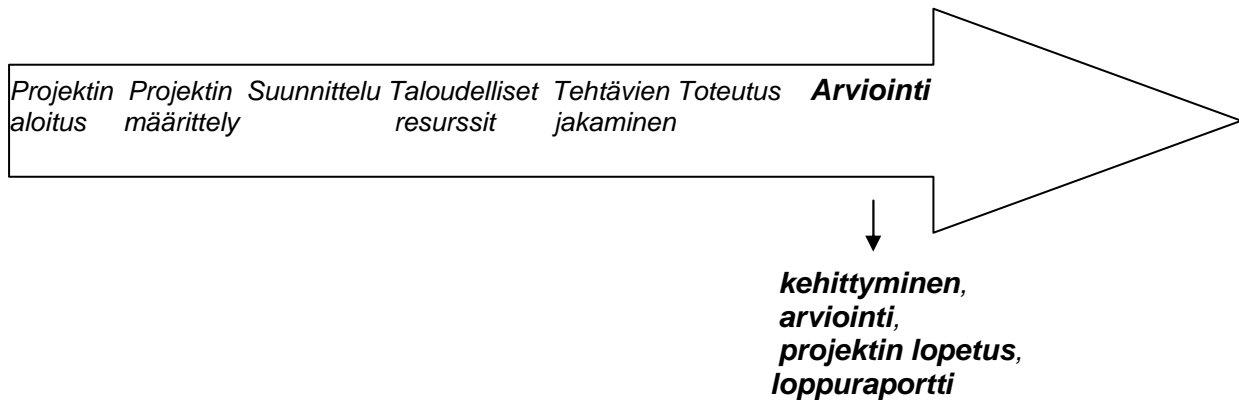 Projektin Projektin Suunnittelu Taloudelliset Tehtävien Toteutus Arviointi
aloitus määrittely resurssit jakaminen
kehittyminen,
arviointi,
projektin lopetus,
loppuraportti